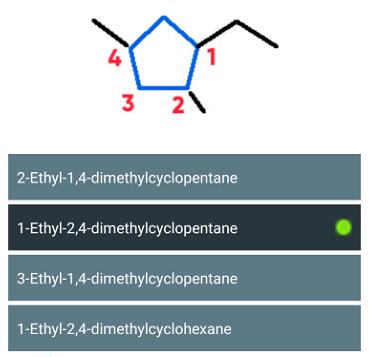 4
1
3
2
2-Ethyl-1,4-dimethylcyclopentane
1-Ethyl-2,4-dimethylcyclopentane
3-Ethyl-1,4-dimethylcyclopentane
1-Ethyl-2,4-dimethylcyclohexane